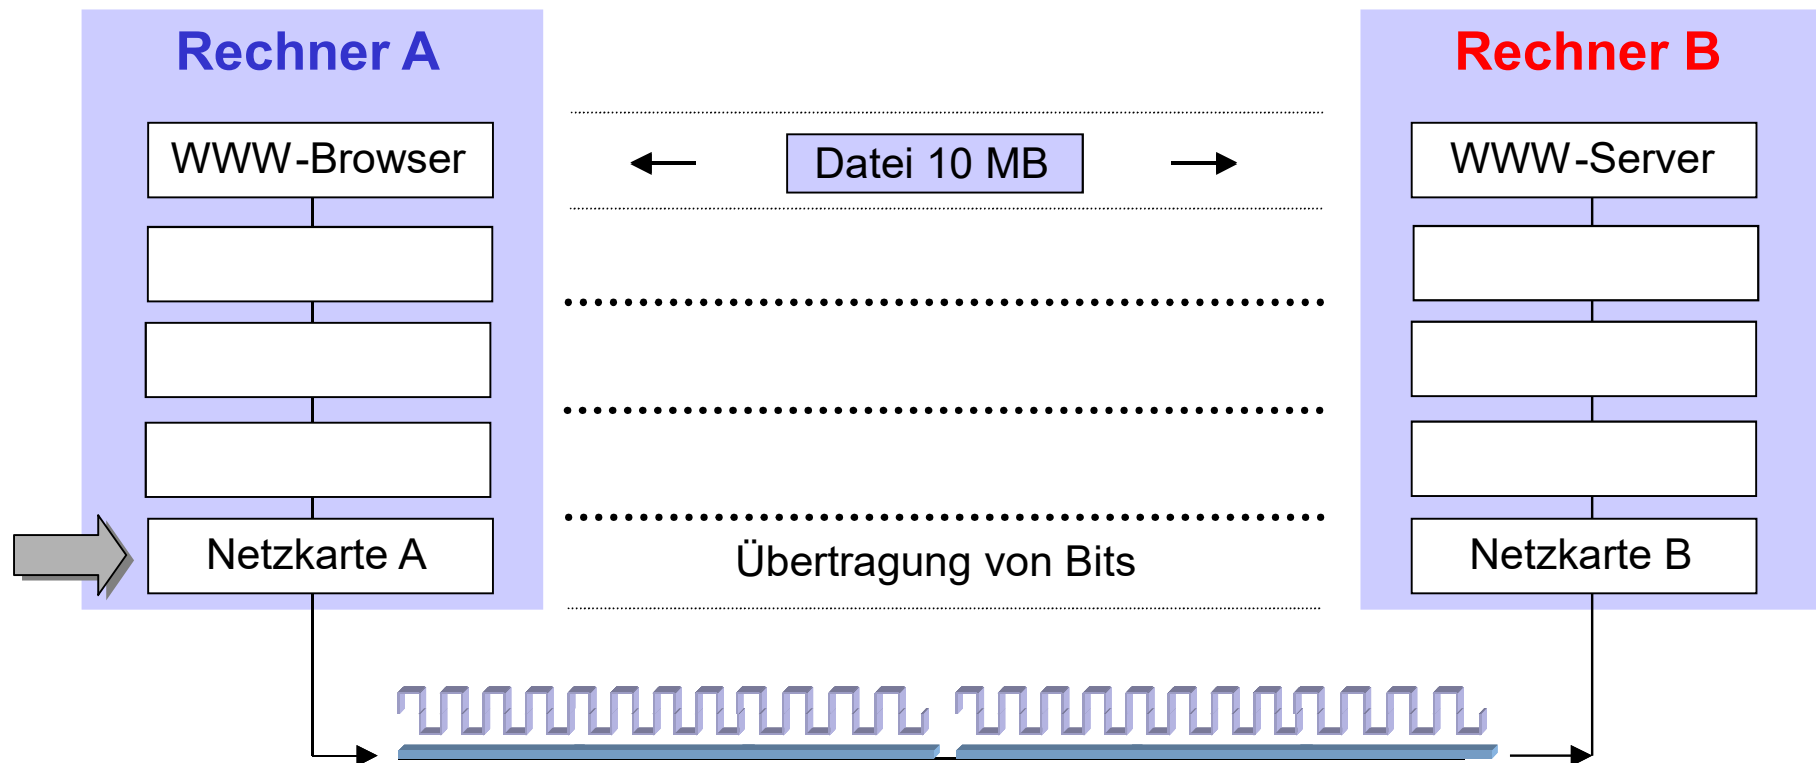 Rechner A
Rechner B
WWW-Browser
Datei 10 MB
WWW-Server
Netzkarte A
Übertragung von Bits
Netzkarte B